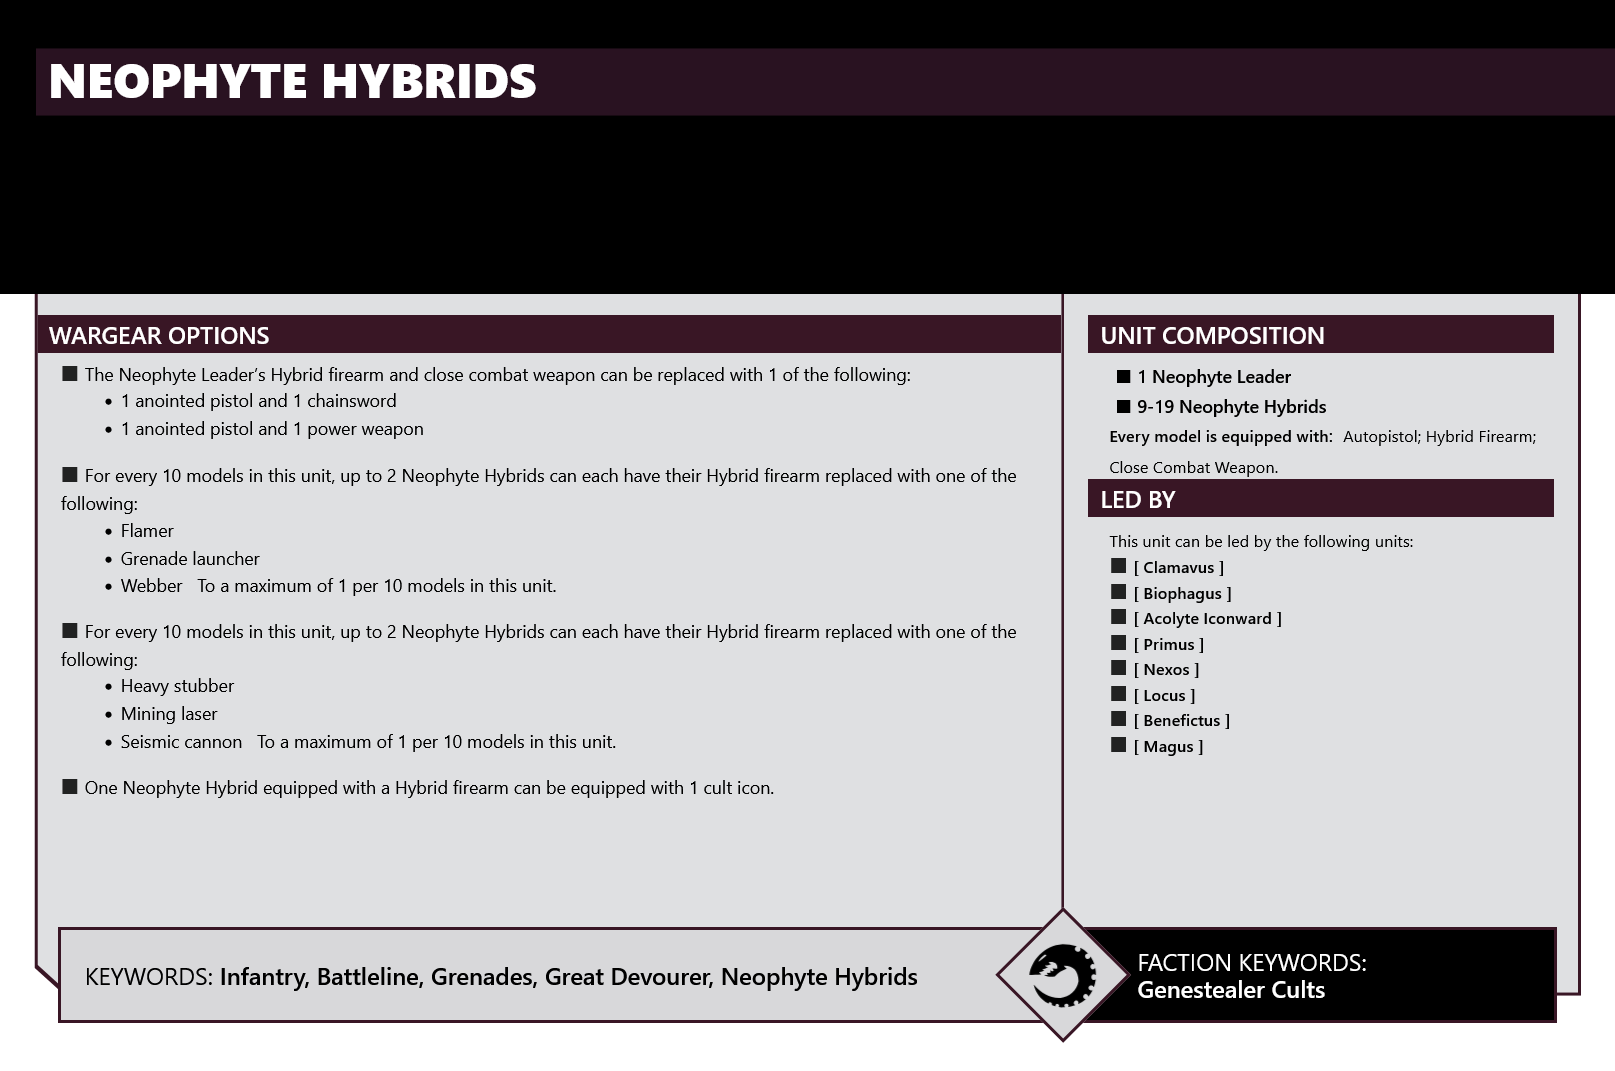 NEOPHYTE HYBRIDS
WARGEAR OPTIONS
■ The Neophyte Leader’s Hybrid firearm and close combat weapon can be replaced with 1 of the following:
• 1 anointed pistol and 1 chainsword
• 1 anointed pistol and 1 power weapon
■ For every 10 models in this unit, up to 2 Neophyte Hybrids can each have their Hybrid firearm replaced with one of the
following:
• Flamer
• Grenade launcher
• Webber   To a maximum of 1 per 10 models in this unit.
■ For every 10 models in this unit, up to 2 Neophyte Hybrids can each have their Hybrid firearm replaced with one of the
following:
• Heavy stubber
• Mining laser
• Seismic cannon   To a maximum of 1 per 10 models in this unit.
■ One Neophyte Hybrid equipped with a Hybrid firearm can be equipped with 1 cult icon.
UNIT COMPOSITION
■ 1 Neophyte Leader
■ 9-19 Neophyte Hybrids
Every model is equipped with:  Autopistol; Hybrid Firearm;
Close Combat Weapon.
LED BY
This unit can be led by the following units:
■ [ Clamavus ]
■ [ Biophagus ]
■ [ Acolyte Iconward ]
■ [ Primus ]
■ [ Nexos ]
■ [ Locus ]
■ [ Benefictus ]
■ [ Magus ]
KEYWORDS: Infantry, Battleline, Grenades, Great Devourer, Neophyte Hybrids
FACTION KEYWORDS:
Genestealer Cults